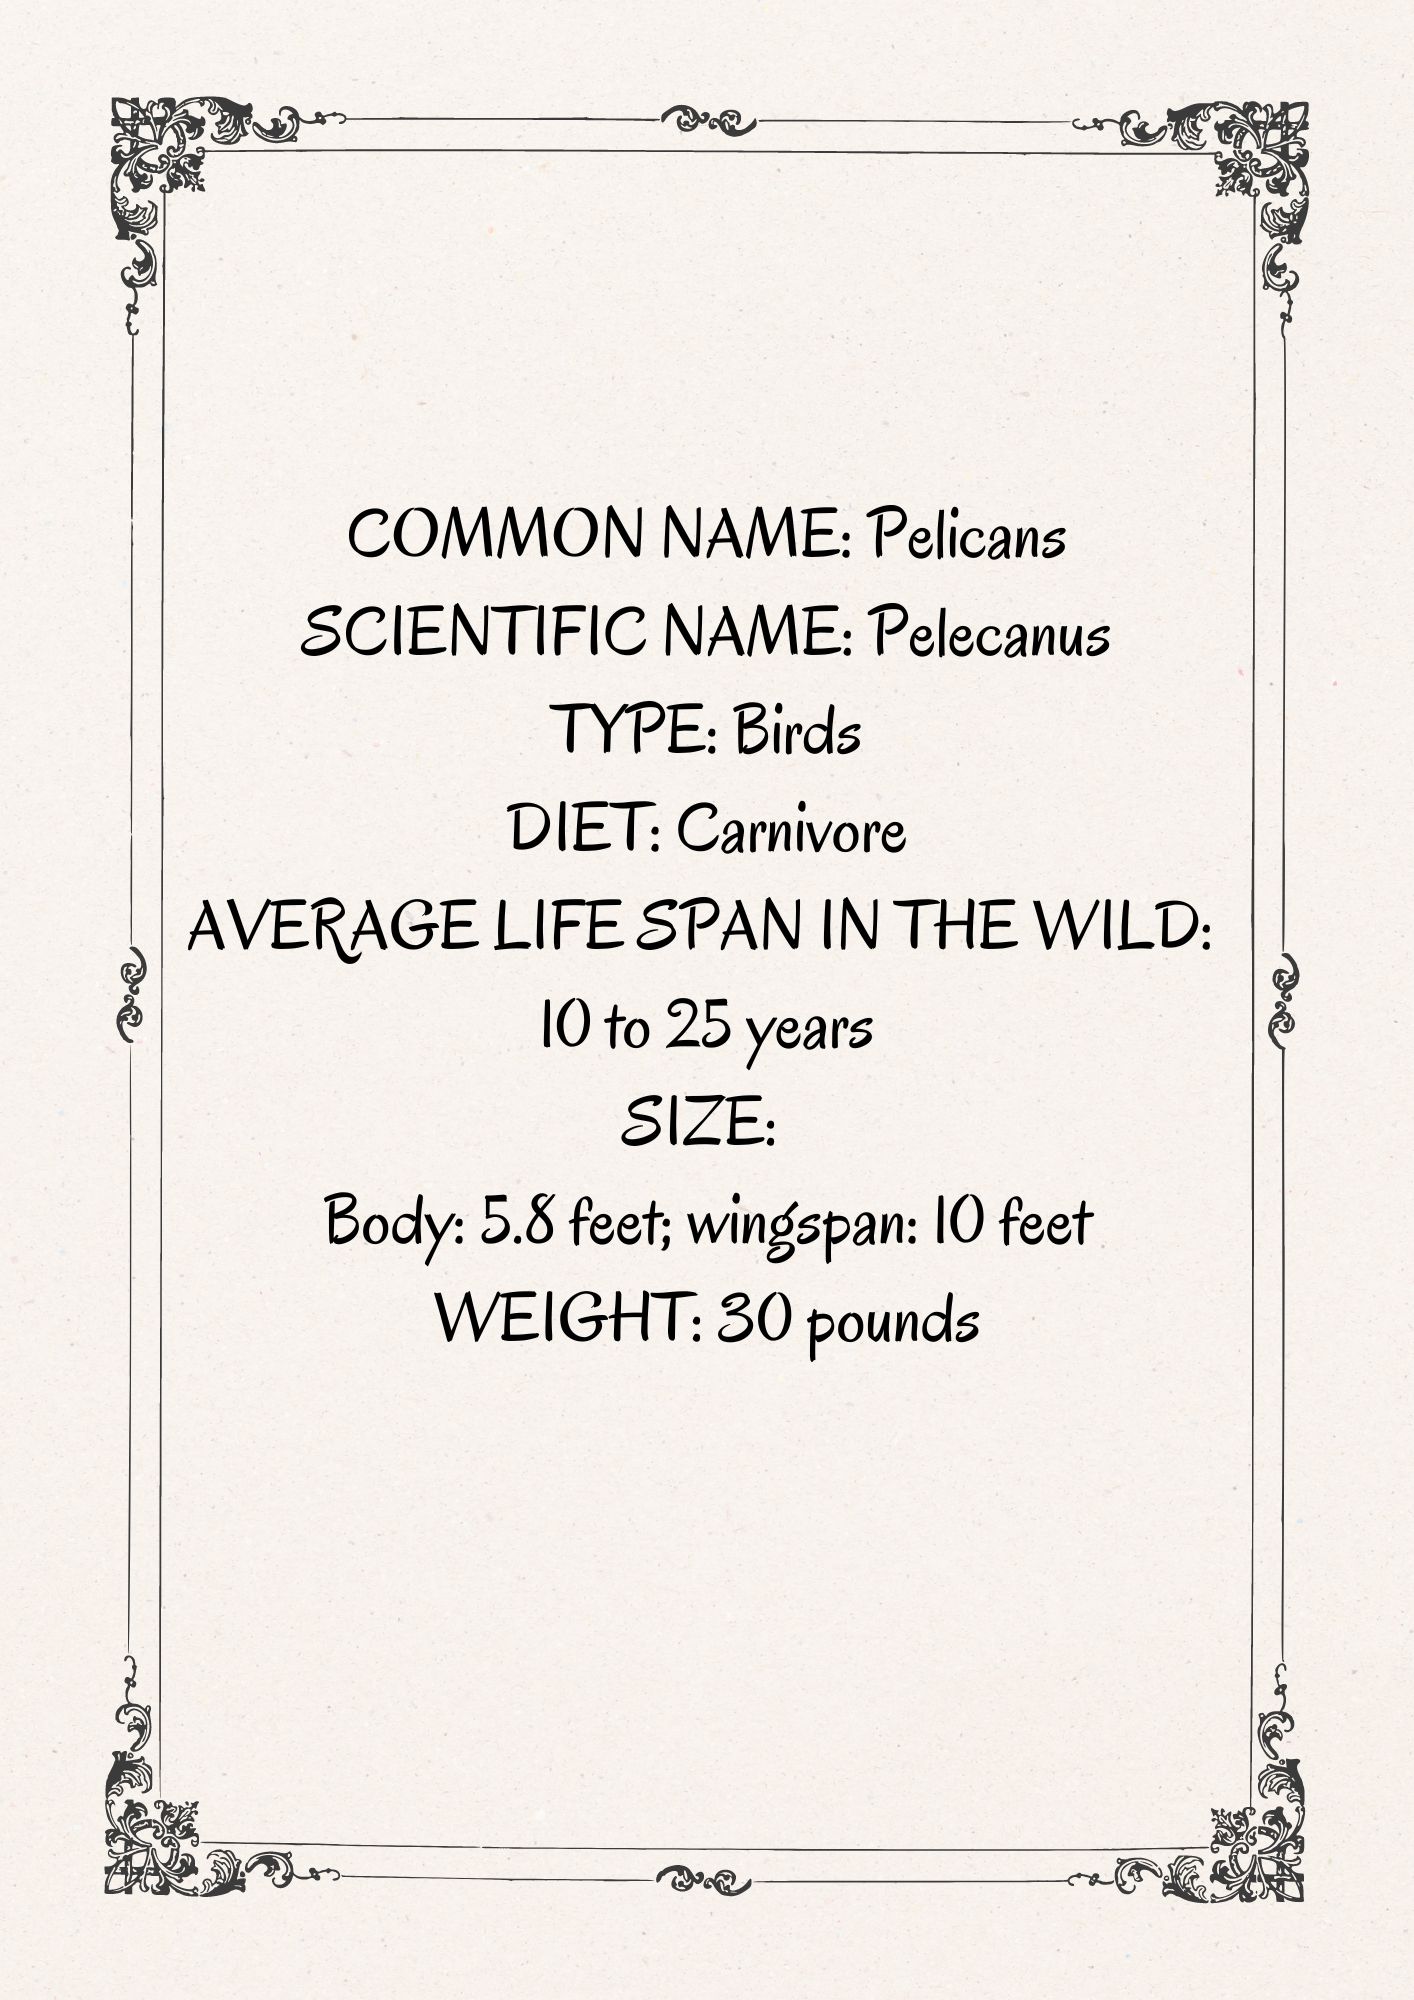 COMMON NAME: Pelicans
SCIENTIFIC NAME: Pelecanus
TYPE: Birds
DIET: Carnivore
AVERAGE LIFE SPAN IN THE WILD:
10 to 25 years
SIZE:
Body: 5.8 feet; wingspan: 10 feet
WEIGHT: 30 pounds